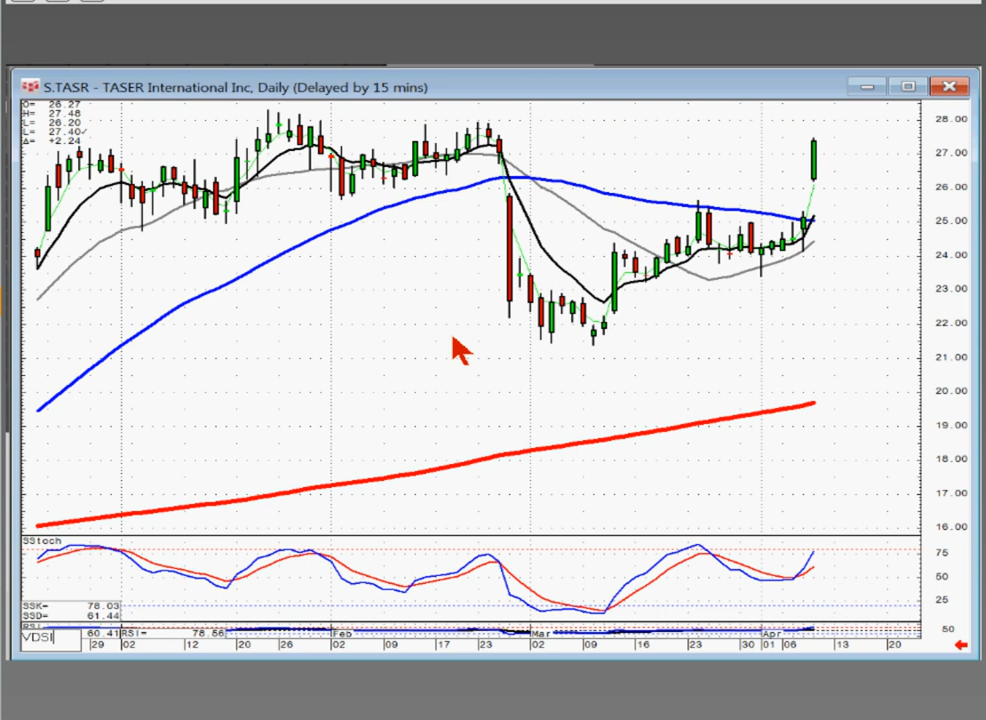 S.TASR - TASER International Inc, Daily (Delayed by 15 mins)
O= 26.27
H= 27.48
L= 26.20
L= 27.40✓
Δ= +2.24
28.00
27.00
26.00
25.00
24.00
23.00
22.00
21.00
20.00
19.00
18.00
17.00
16.00
SStoch
75
50
25
SSK= 78.03
SSD= 61.44
RSI
60.41 RSI= 78.56
50
VDSI
29 02 12 20 26 Feb 02 09 17 23 02 Mar 09 16 23 30 01 Apr 06 13 20